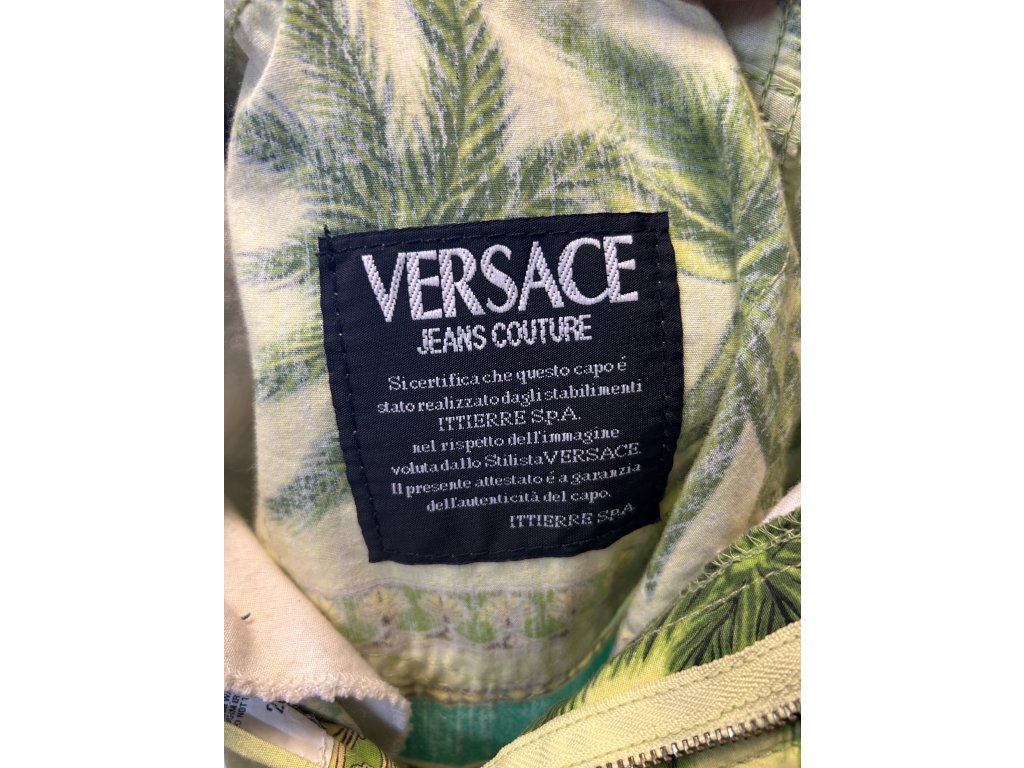 VERSACE
JEANS COUTURE
Si certifica che questo capo é
stato realizzato dagli stabilimenti
ITTIERRE S.p.A.
nel rispetto dell'immagine
voluta dallo Stilista VERSACE.
Il presente attestato é a garanzia
dell'autenticitá del capo.
ITTIERRE S.p.A